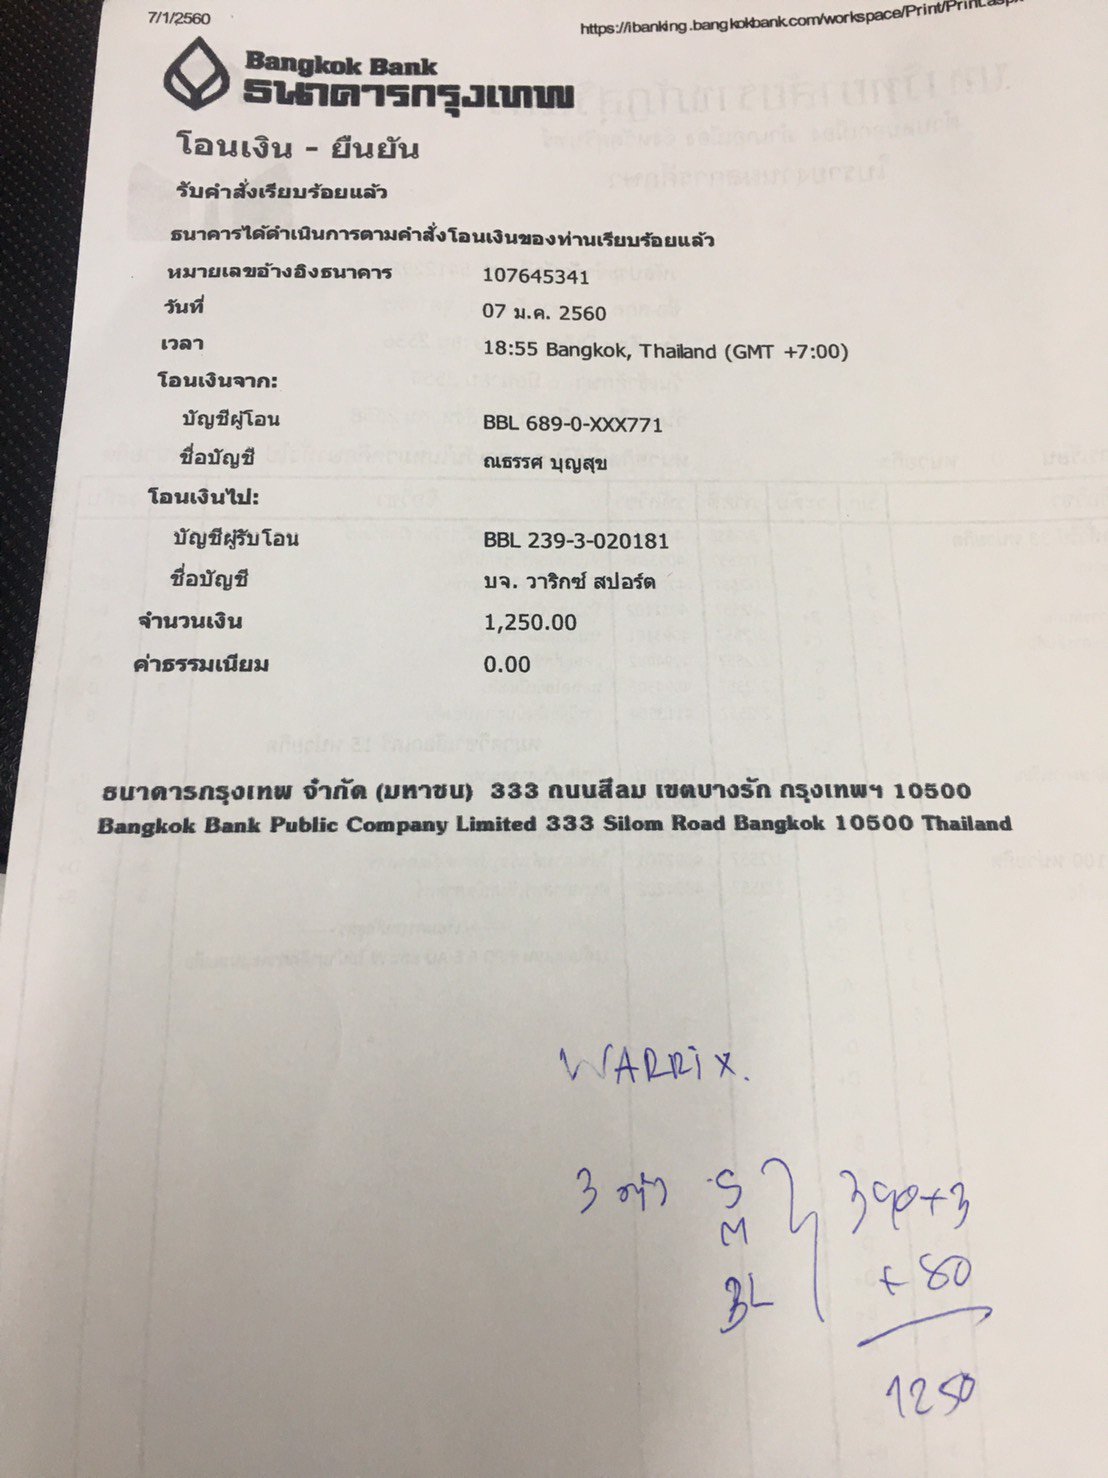 7/1/2560
https://ibanking.bangkokbank.com/workspace/Print/Print.asp
Bangkok Bank
ธนาคารกรุงเทพ
โอนเงิน - ยืนยัน
รับคำสั่งเรียบร้อยแล้ว
ธนาคารได้ดำเนินการตามคำสั่งโอนเงินของท่านเรียบร้อยแล้ว
หมายเลขอ้างอิงธนาคาร 107645341
วันที่ 07 ม.ค. 2560
เวลา 18:55 Bangkok, Thailand (GMT +7:00)
โอนเงินจาก:
บัญชีผู้โอน BBL 689-0-XXX771
ชื่อบัญชี ณธรรศ บุญสุข
โอนเงินไป:
บัญชีผู้รับโอน BBL 239-3-020181
ชื่อบัญชี บจ. วาริกซ์ สปอร์ต
จำนวนเงิน 1,250.00
ค่าธรรมเนียม 0.00
ธนาคารกรุงเทพ จำกัด (มหาชน) 333 ถนนสีลม เขตบางรัก กรุงเทพฯ 10500
Bangkok Bank Public Company Limited 333 Silom Road Bangkok 10500 Thailand
WARRiX.
3 ตัว S 390+3
M
3L + 80
1250